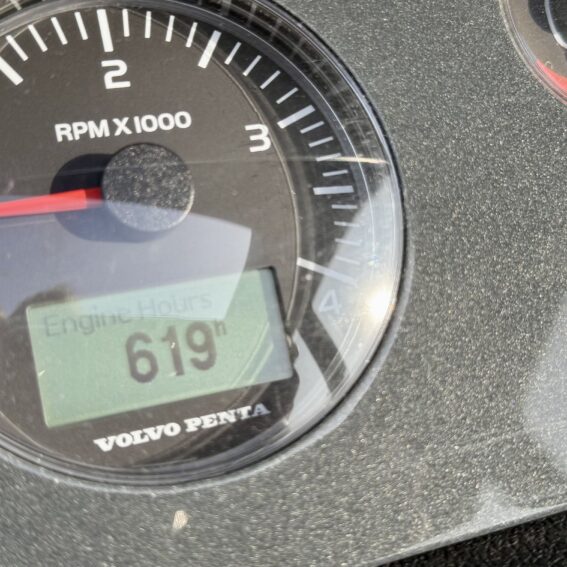 2
RPM X 1000
3
4
Engine Hours
619h
VOLVO PENTA